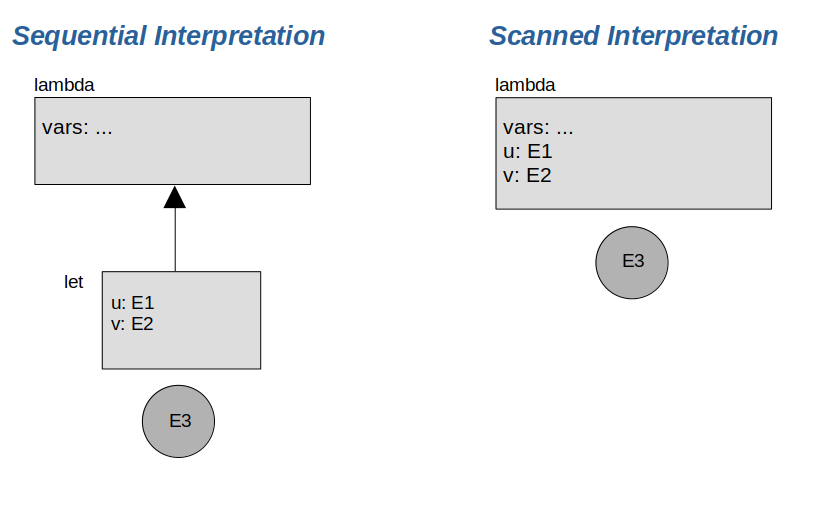 Sequential Interpretation
lambda
vars: ...
let
u: E1
v: E2
E3
Scanned Interpretation
lambda
vars: ...
u: E1
v: E2
E3